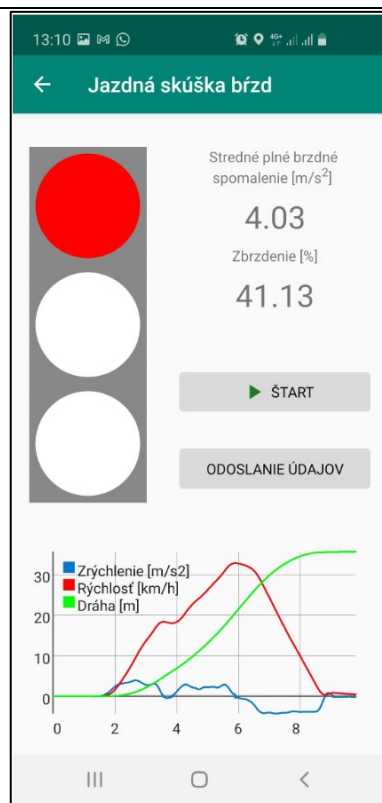 13:10 4G+
Jazdná skúška bŕzd
Stredné plné brzdné
spomalenie [m/s2]
4.03
Zbrzdenie [%]
41.13
ŠTART
ODOSLANIE ÚDAJOV
Zrýchlenie [m/s2]
Rýchlosť [km/h]
Dráha [m]
30
20
10
0
0 2 4 6 8